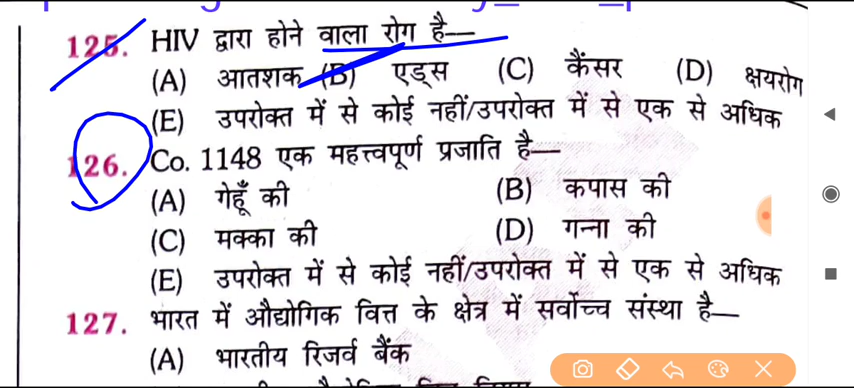 125. HIV द्वारा होने वाला रोग है—
(A) आतशक (B) एड्स (C) कैंसर (D) क्षयरोग
(E) उपरोक्त में से कोई नहीं/उपरोक्त में से एक से अधिक
126. Co. 1148 एक महत्त्वपूर्ण प्रजाति है—
(A) गेहूँ की (B) कपास की
(C) मक्का की (D) गन्ना की
(E) उपरोक्त में से कोई नहीं/उपरोक्त में से एक से अधिक
127. भारत में औद्योगिक वित्त के क्षेत्र में सर्वोच्च संस्था है—
(A) भारतीय रिजर्व बैंक